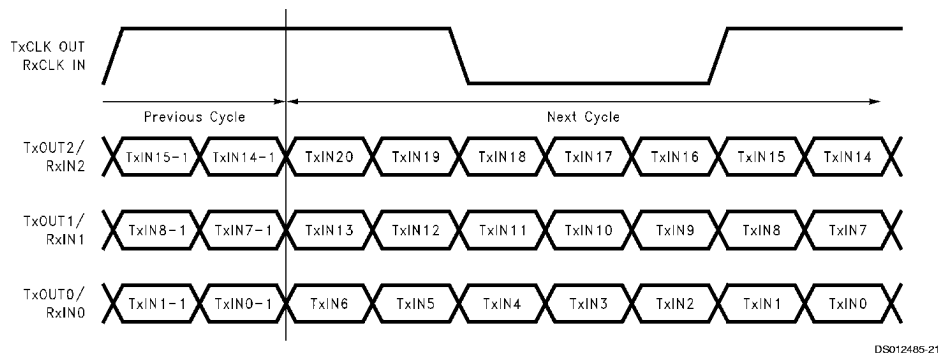 TxCLK OUT
RxCLK IN
Previous Cycle
Next Cycle
TxOUT2/
RxIN2
TxIN15-1 TxIN14-1 TxIN20 TxIN19 TxIN18 TxIN17 TxIN16 TxIN15 TxIN14
TxOUT1/
RxIN1
TxIN8-1 TxIN7-1 TxIN13 TxIN12 TxIN11 TxIN10 TxIN9 TxIN8 TxIN7
TxOUT0/
RxIN0
TxIN1-1 TxIN0-1 TxIN6 TxIN5 TxIN4 TxIN3 TxIN2 TxIN1 TxIN0
DS012485-21